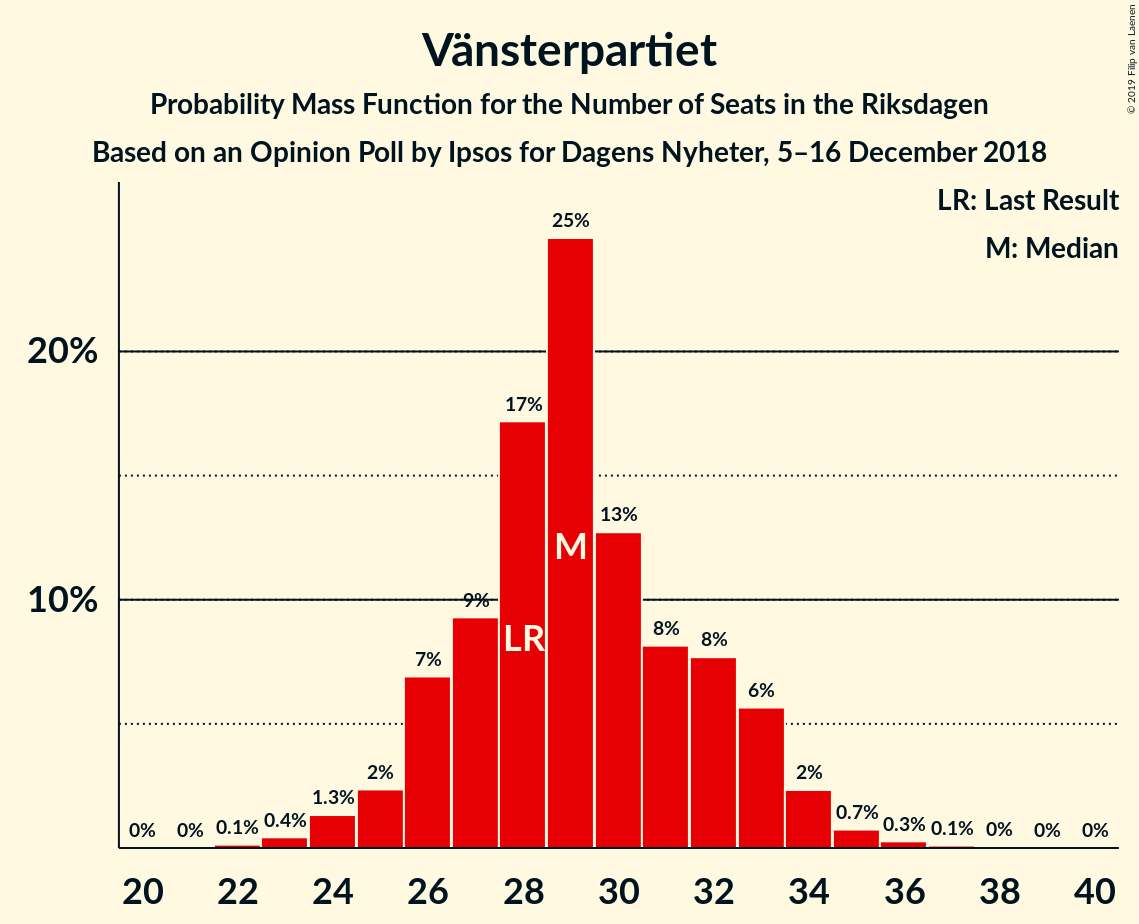 Vänsterpartiet
Probability Mass Function for the Number of Seats in the Riksdagen
Based on an Opinion Poll by Ipsos for Dagens Nyheter, 5–16 December 2018
© 2019 Filip van Laenen
LR: Last Result
M: Median
25%
20%
17%
13%
M
10%
9%
LR
8%
8%
7%
6%
2%
2%
1.3%
0.7%
0.4%
0.3%
0% 0% 0.1% 0.1% 0% 0% 0%
20 22 24 26 28 30 32 34 36 38 40